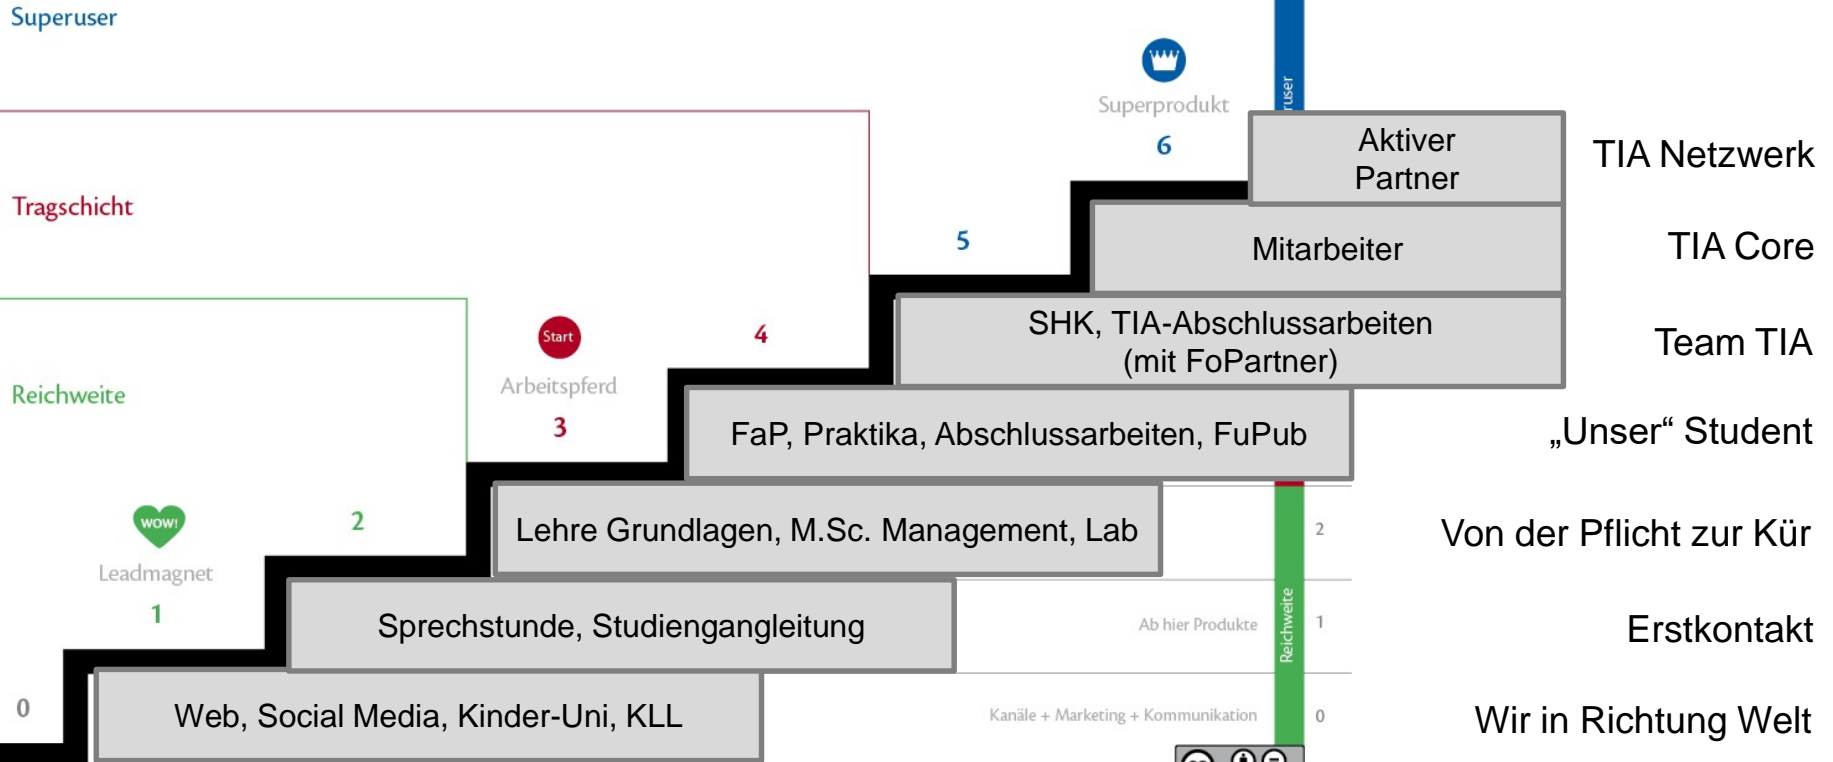 Superuser
Superprodukt
6
user
Aktiver
Partner
TIA Netzwerk
Tragschicht
5
Mitarbeiter
TIA Core
Start
4
SHK, TIA-Abschlussarbeiten
(mit FoPartner)
Team TIA
Reichweite
Arbeitspferd
3
FaP, Praktika, Abschlussarbeiten, FuPub
„Unser“ Student
WOW!
2
Lehre Grundlagen, M.Sc. Management, Lab
2
Von der Pflicht zur Kür
Leadmagnet
1
Sprechstunde, Studiengangleitung
Ab hier Produkte
Reichweite
1
Erstkontakt
0
Web, Social Media, Kinder-Uni, KLL
Kanäle + Marketing + Kommunikation
0
Wir in Richtung Welt